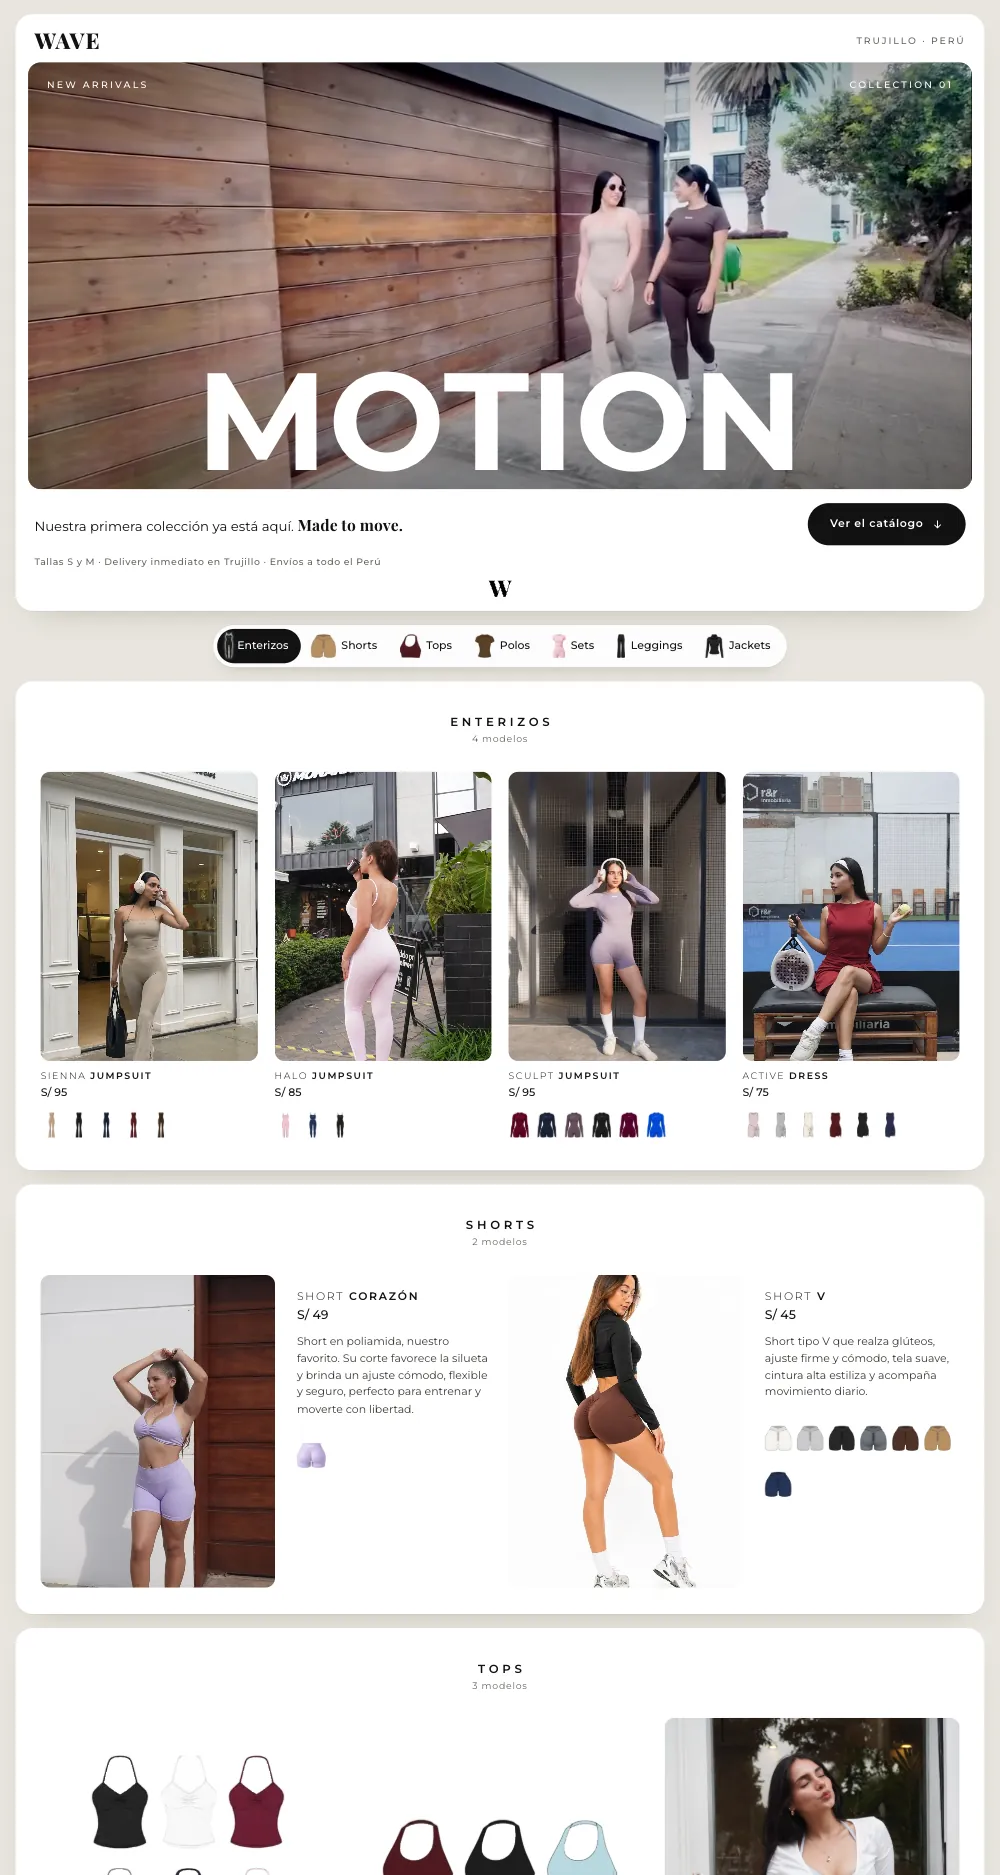 WAVE
TRUJILLO · PERÚ
NEW ARRIVALS
COLLECTION 01
MOTION
Nuestra primera colección ya está aquí. Made to move.
Ver el catálogo ↓
Tallas S y M · Delivery inmediato en Trujillo · Envíos a todo el Perú
W
Enterizos
Shorts
Tops
Polos
Sets
Leggings
Jackets
ENTERIZOS
4 modelos
r&r
inmobiliaria
r&r
SIENNA JUMPSUIT
S/ 95
HALO JUMPSUIT
S/ 85
SCULPT JUMPSUIT
S/ 95
ACTIVE DRESS
S/ 75
SHORTS
2 modelos
SHORT CORAZÓN
S/ 49
Short en poliamida, nuestro
favorito. Su corte favorece la silueta
y brinda un ajuste cómodo, flexible
y seguro, perfecto para entrenar y
moverte con libertad.
SHORT V
S/ 45
Short tipo V que realza glúteos,
ajuste firme y cómodo, tela suave,
cintura alta estiliza y acompaña
movimiento diario.
TOPS
3 modelos